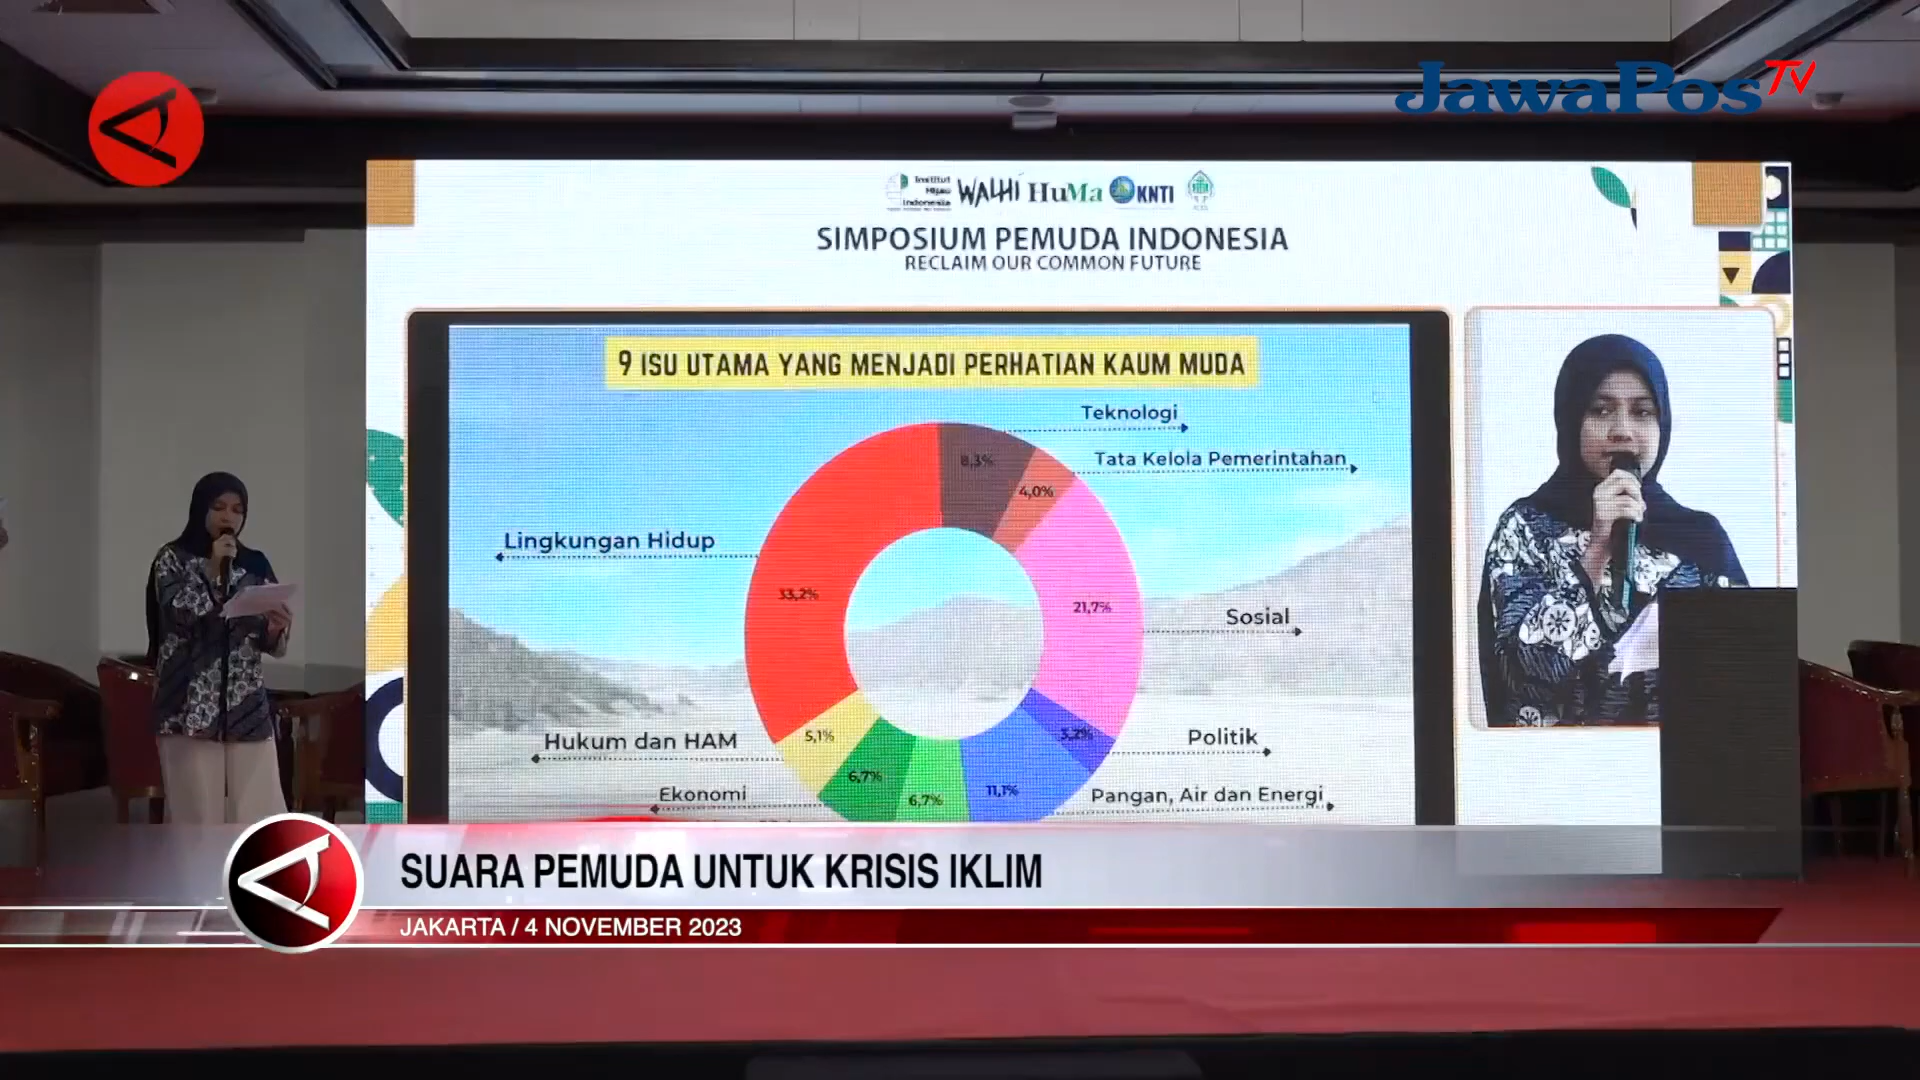 JawaPos TV
Institut
Hijau
Indonesia
WALHI
HuMa
KNTI
SIMPOSIUM PEMUDA INDONESIA
RECLAIM OUR COMMON FUTURE
9 ISU UTAMA YANG MENJADI PERHATIAN KAUM MUDA
Teknologi
8,3%
Tata Kelola Pemerintahan
4,0%
Lingkungan Hidup
33,2%
21,7%
Sosial
Hukum dan HAM
5,1%
3,2%
Politik
Ekonomi
6,7%
6,7%
11,1%
Pangan, Air dan Energi
SUARA PEMUDA UNTUK KRISIS IKLIM
JAKARTA / 4 NOVEMBER 2023